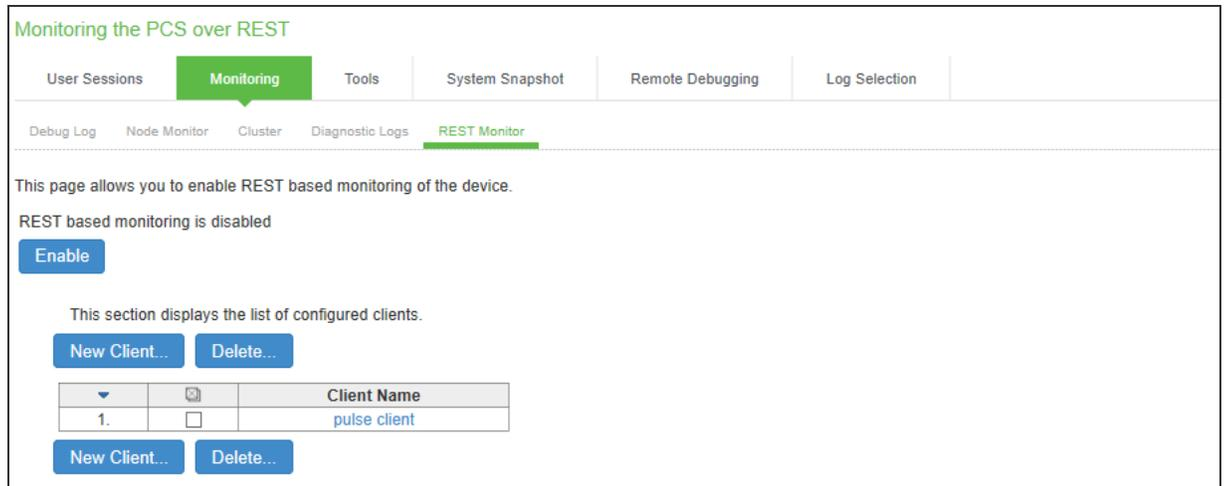 Monitoring the PCS over REST
User Sessions Monitoring Tools System Snapshot Remote Debugging Log Selection
Debug Log Node Monitor Cluster Diagnostic Logs REST Monitor
This page allows you to enable REST based monitoring of the device.
REST based monitoring is disabled
Enable
This section displays the list of configured clients.
New Client... Delete...
Client Name
1. pulse client
New Client... Delete...